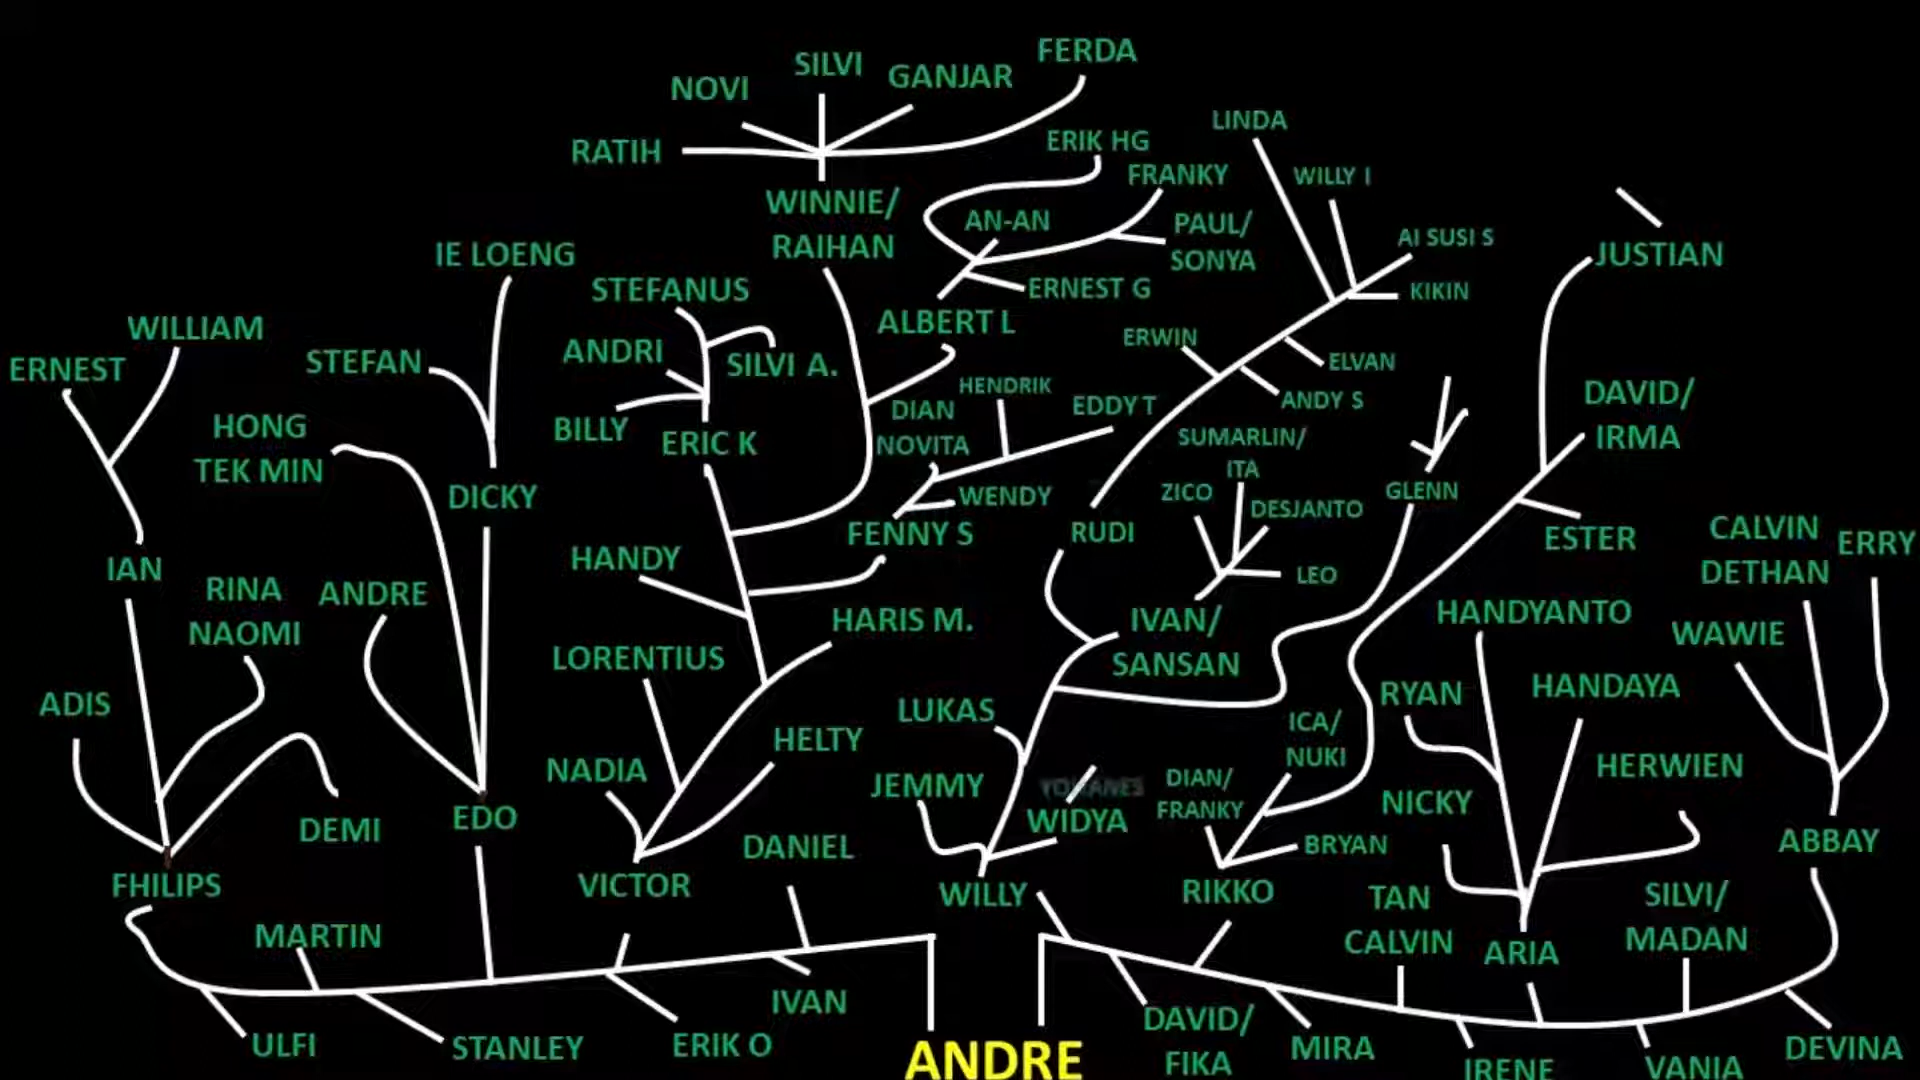 FERDA
SILVI
GANJAR
NOVI
LINDA
ERIK HG
RATIH
FRANKY
WILLY I
WINNIE/
RAIHAN
AN-AN
PAUL/
SONYA
AI SUSI S
JUSTIAN
IE LOENG
STEFANUS
ERNEST G
KIKIN
WILLIAM
ALBERT L
ERWIN
ANDRI
SILVI A.
STEFAN
ELVAN
ERNEST
HENDRIK
ANDY S
DAVID/
IRMA
DIAN
NOVITA
EDDY T
HONG
TEK MIN
BILLY
ERIC K
SUMARLIN/
ITA
ZICO
GLENN
DICKY
WENDY
DESJANTO
FENNY S
RUDI
ESTER
CALVIN
DETHAN
ERRY
HANDY
IAN
LEO
RINA
NAOMI
ANDRE
HARIS M.
IVAN/
SANSAN
HANDYANTO
WAWIE
LORENTIUS
RYAN
HANDAYA
ADIS
LUKAS
ICA/
NUKI
HELTY
NADIA
HERWIEN
JEMMY
YOHANES
DIAN/
FRANKY
NICKY
WIDYA
DEMI
EDO
DANIEL
BRYAN
ABBAY
FHILIPS
VICTOR
WILLY
RIKKO
TAN
CALVIN
SILVI/
MADAN
MARTIN
ARIA
IVAN
ULFI
STANLEY
ERIK O
DAVID/
FIKA
MIRA
IRENE
VANIA
DEVINA
ANDRE